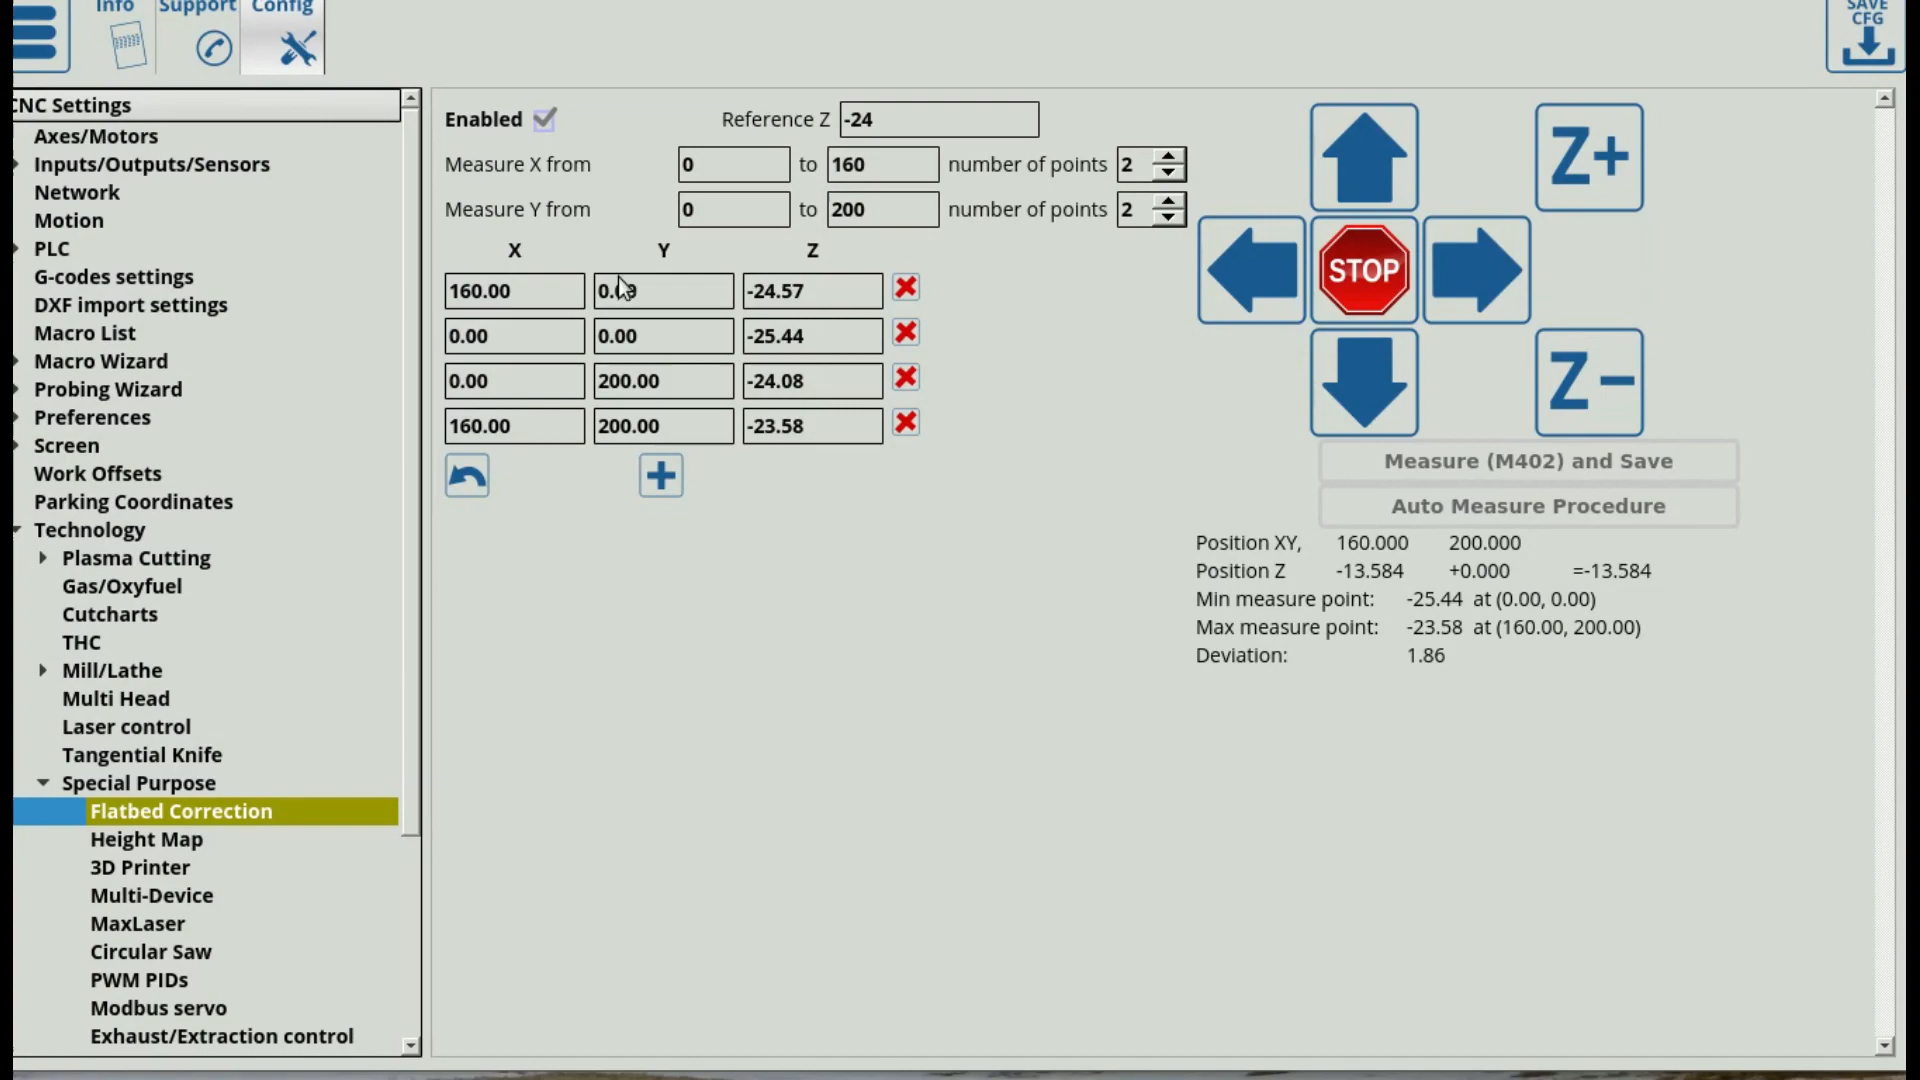 Info Support Config
SAVE
CFG
CNC Settings
Axes/Motors
Inputs/Outputs/Sensors
Network
Motion
PLC
G-codes settings
DXF import settings
Macro List
Macro Wizard
Probing Wizard
Preferences
Screen
Work Offsets
Parking Coordinates
Technology
Plasma Cutting
Gas/Oxyfuel
Cutcharts
THC
Mill/Lathe
Multi Head
Laser control
Tangential Knife
Special Purpose
Flatbed Correction
Height Map
3D Printer
Multi-Device
MaxLaser
Circular Saw
PWM PIDs
Modbus servo
Exhaust/Extraction control
Enabled Reference Z -24
Measure X from 0 to 160 number of points 2
Measure Y from 0 to 200 number of points 2
X Y Z
160.00 0.00 -24.57
0.00 0.00 -25.44
0.00 200.00 -24.08
160.00 200.00 -23.58
Z+
STOP
Z−
Measure (M402) and Save
Auto Measure Procedure
Position XY, 160.000 200.000
Position Z -13.584 +0.000 =-13.584
Min measure point: -25.44 at (0.00, 0.00)
Max measure point: -23.58 at (160.00, 200.00)
Deviation: 1.86